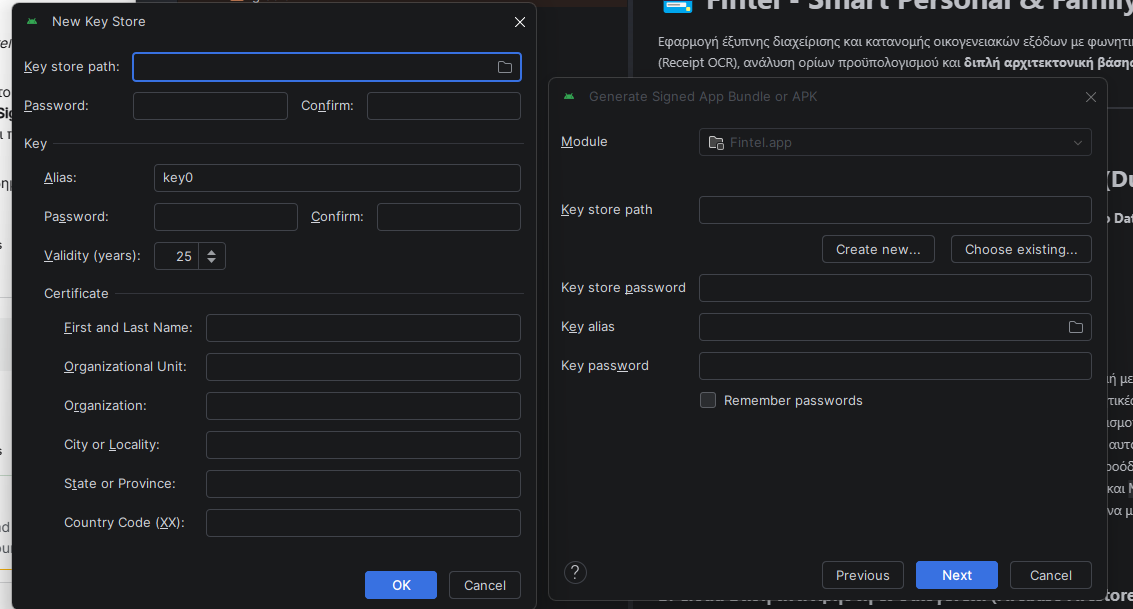 New Key Store
Key store path:
Password:
Confirm:
Key
Alias:
key0
Password:
Confirm:
Validity (years):
25
Certificate
First and Last Name:
Organizational Unit:
Organization:
City or Locality:
State or Province:
Country Code (XX):
OK
Cancel
Fintel - Smart Personal & Family
Εφαρμογή έξυπνης διαχείρισης και κατανομής οικογενειακών εξόδων με φωνητι
(Receipt OCR), ανάλυση ορίων προϋπολογισμού και διπλή αρχιτεκτονική βάσης
Generate Signed App Bundle or APK
Module
Fintel.app
Key store path
Create new...
Choose existing...
Key store password
Key alias
Key password
Remember passwords
?
Previous
Next
Cancel